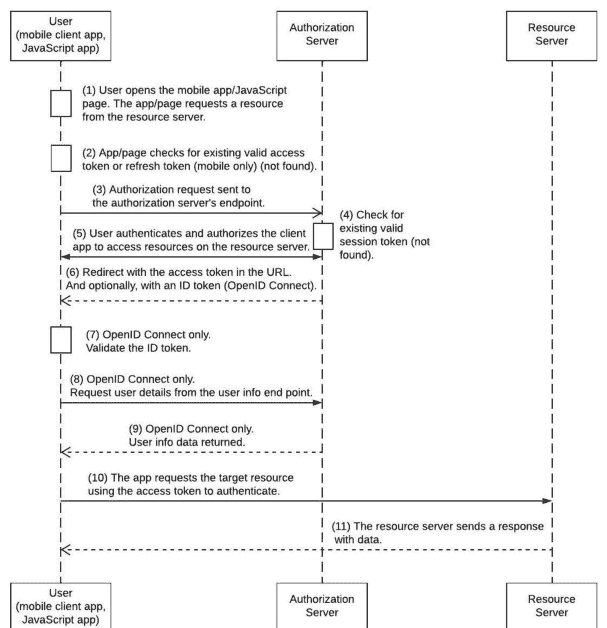 User
(mobile client app,
JavaScript app)
Authorization
Server
Resource
Server
(1) User opens the mobile app/JavaScript
page. The app/page requests a resource
from the resource server.
(2) App/page checks for existing valid access
token or refresh token (mobile only) (not found).
(3) Authorization request sent to
the authorization server's endpoint.
(4) Check for
existing valid
session token (not
found).
(5) User authenticates and authorizes the client
app to access resources on the resource server.
(6) Redirect with the access token in the URL.
And optionally, with an ID token (OpenID Connect).
(7) OpenID Connect only.
Validate the ID token.
(8) OpenID Connect only.
Request user details from the user info end point.
(9) OpenID Connect only.
User info data returned.
(10) The app requests the target resource
using the access token to authenticate.
(11) The resource server sends a response
with data.
User
(mobile client app,
JavaScript app)
Authorization
Server
Resource
Server